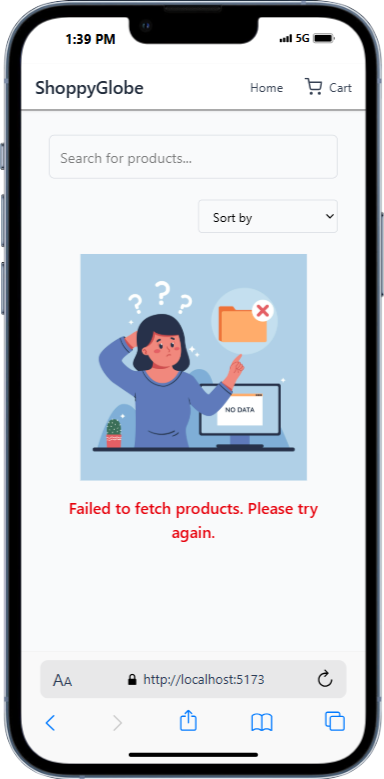 1:39 PM 5G
ShoppyGlobe Home Cart
Search for products...
Sort by
? ? ?
NO DATA
Failed to fetch products. Please try
again.
AA http://localhost:5173